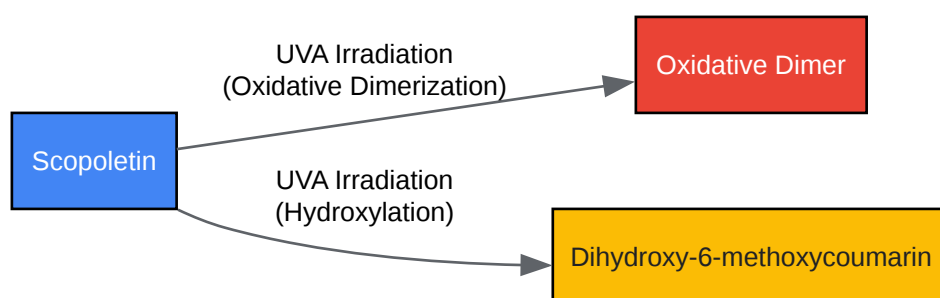 UVA Irradiation
(Oxidative Dimerization)
Oxidative Dimer
Scopoletin
UVA Irradiation
(Hydroxylation)
Dihydroxy-6-methoxycoumarin